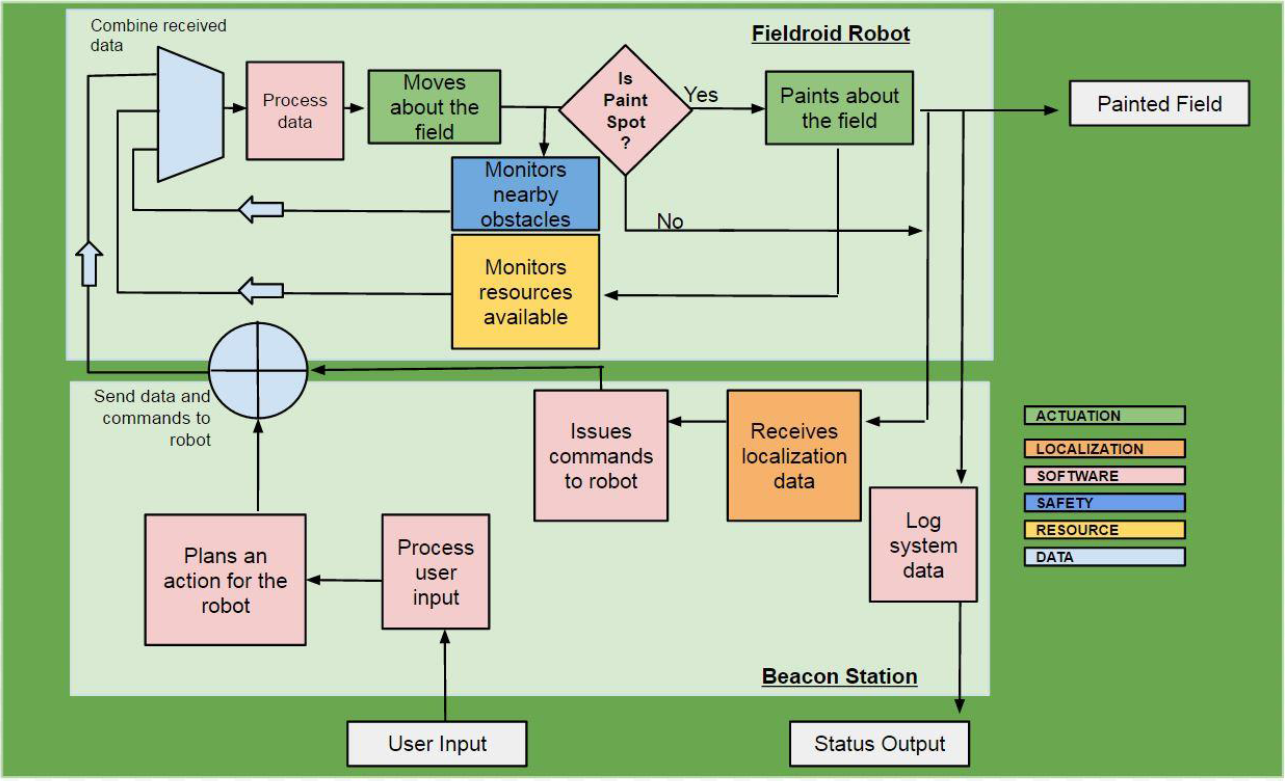 Combine received
data
Fieldroid Robot
Process
data
Moves
about the
field
Is
Paint
Spot
?
Yes
Paints about
the field
Painted Field
Monitors
nearby
obstacles
No
Monitors
resources
available
Send data and
commands to
robot
Issues
commands
to robot
Receives
localization
data
ACTUATION
LOCALIZATION
SOFTWARE
SAFETY
RESOURCE
DATA
Plans an
action for the
robot
Process
user
input
Log
system
data
Beacon Station
User Input
Status Output